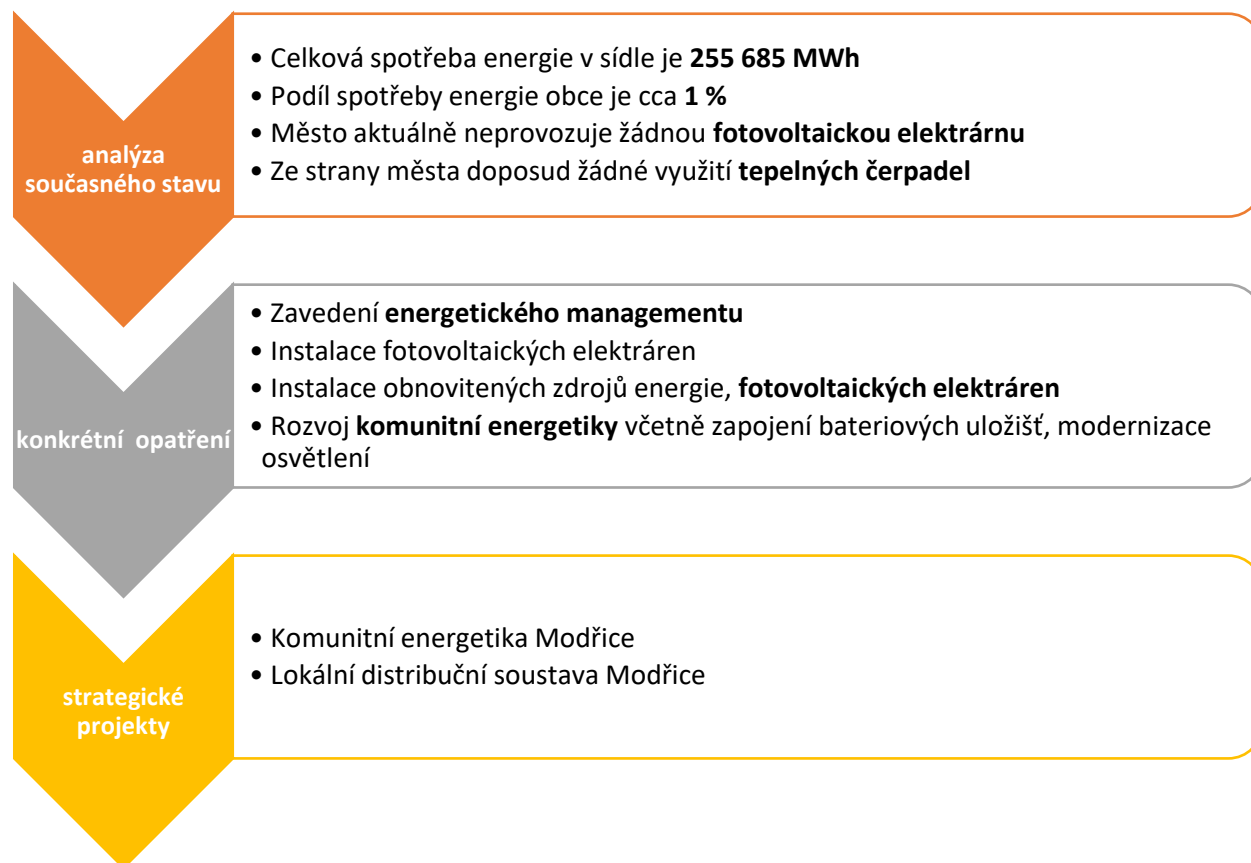 analýza
současného stavu
• Celková spotřeba energie v sídle je 255 685 MWh
• Podíl spotřeby energie obce je cca 1 %
• Město aktuálně neprovozuje žádnou fotovoltaickou elektrárnu
• Ze strany města doposud žádné využití tepelných čerpadel
konkrétní opatření
• Zavedení energetického managementu
• Instalace fotovoltaických elektráren
• Instalace obnovitených zdrojů energie, fotovoltaických elektráren
• Rozvoj komunitní energetiky včetně zapojení bateriových uložišť, modernizace
osvětlení
strategické
projekty
• Komunitní energetika Modřice
• Lokální distribuční soustava Modřice